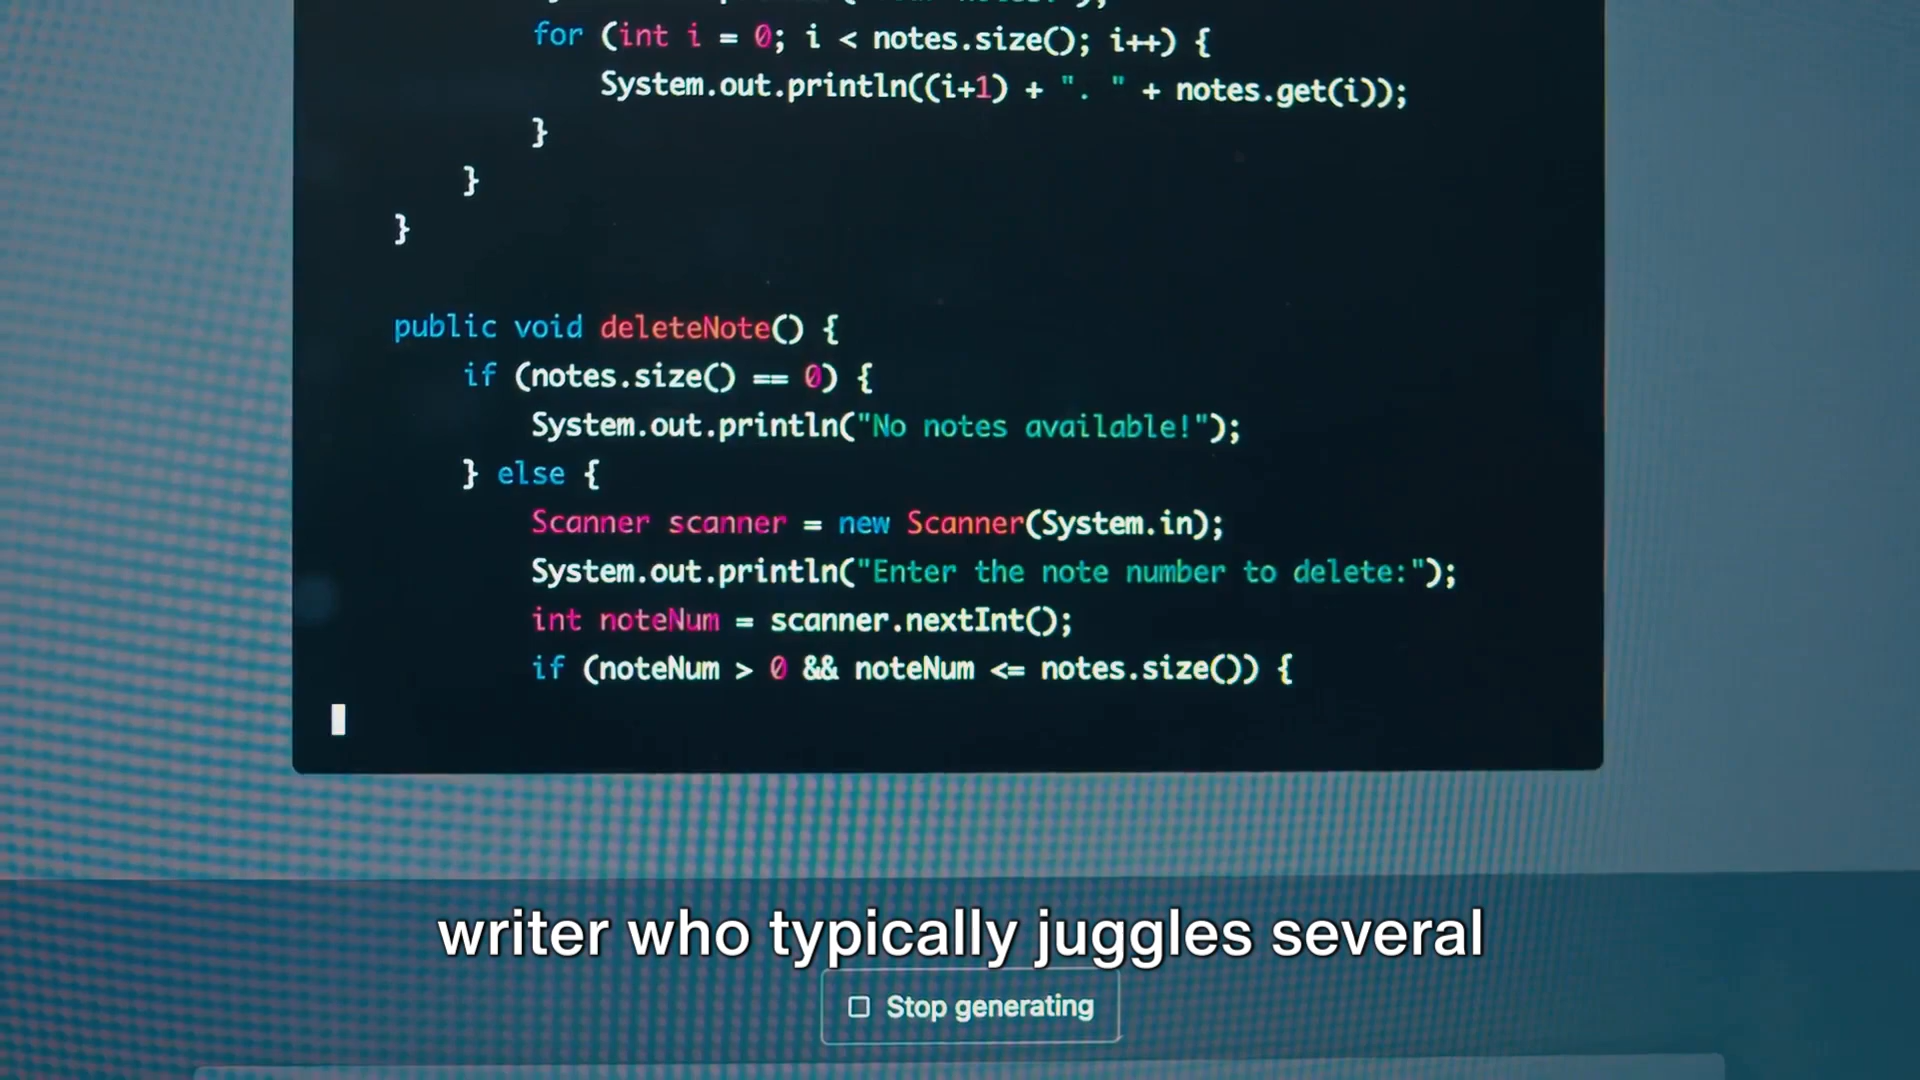 for (int i = 0; i < notes.size(); i++) {
System.out.println((i+1) + ". " + notes.get(i));
}
}
}
public void deleteNote() {
if (notes.size() == 0) {
System.out.println("No notes available!");
} else {
Scanner scanner = new Scanner(System.in);
System.out.println("Enter the note number to delete:");
int noteNum = scanner.nextInt();
if (noteNum > 0 && noteNum <= notes.size()) {
writer who typically juggles several
Stop generating